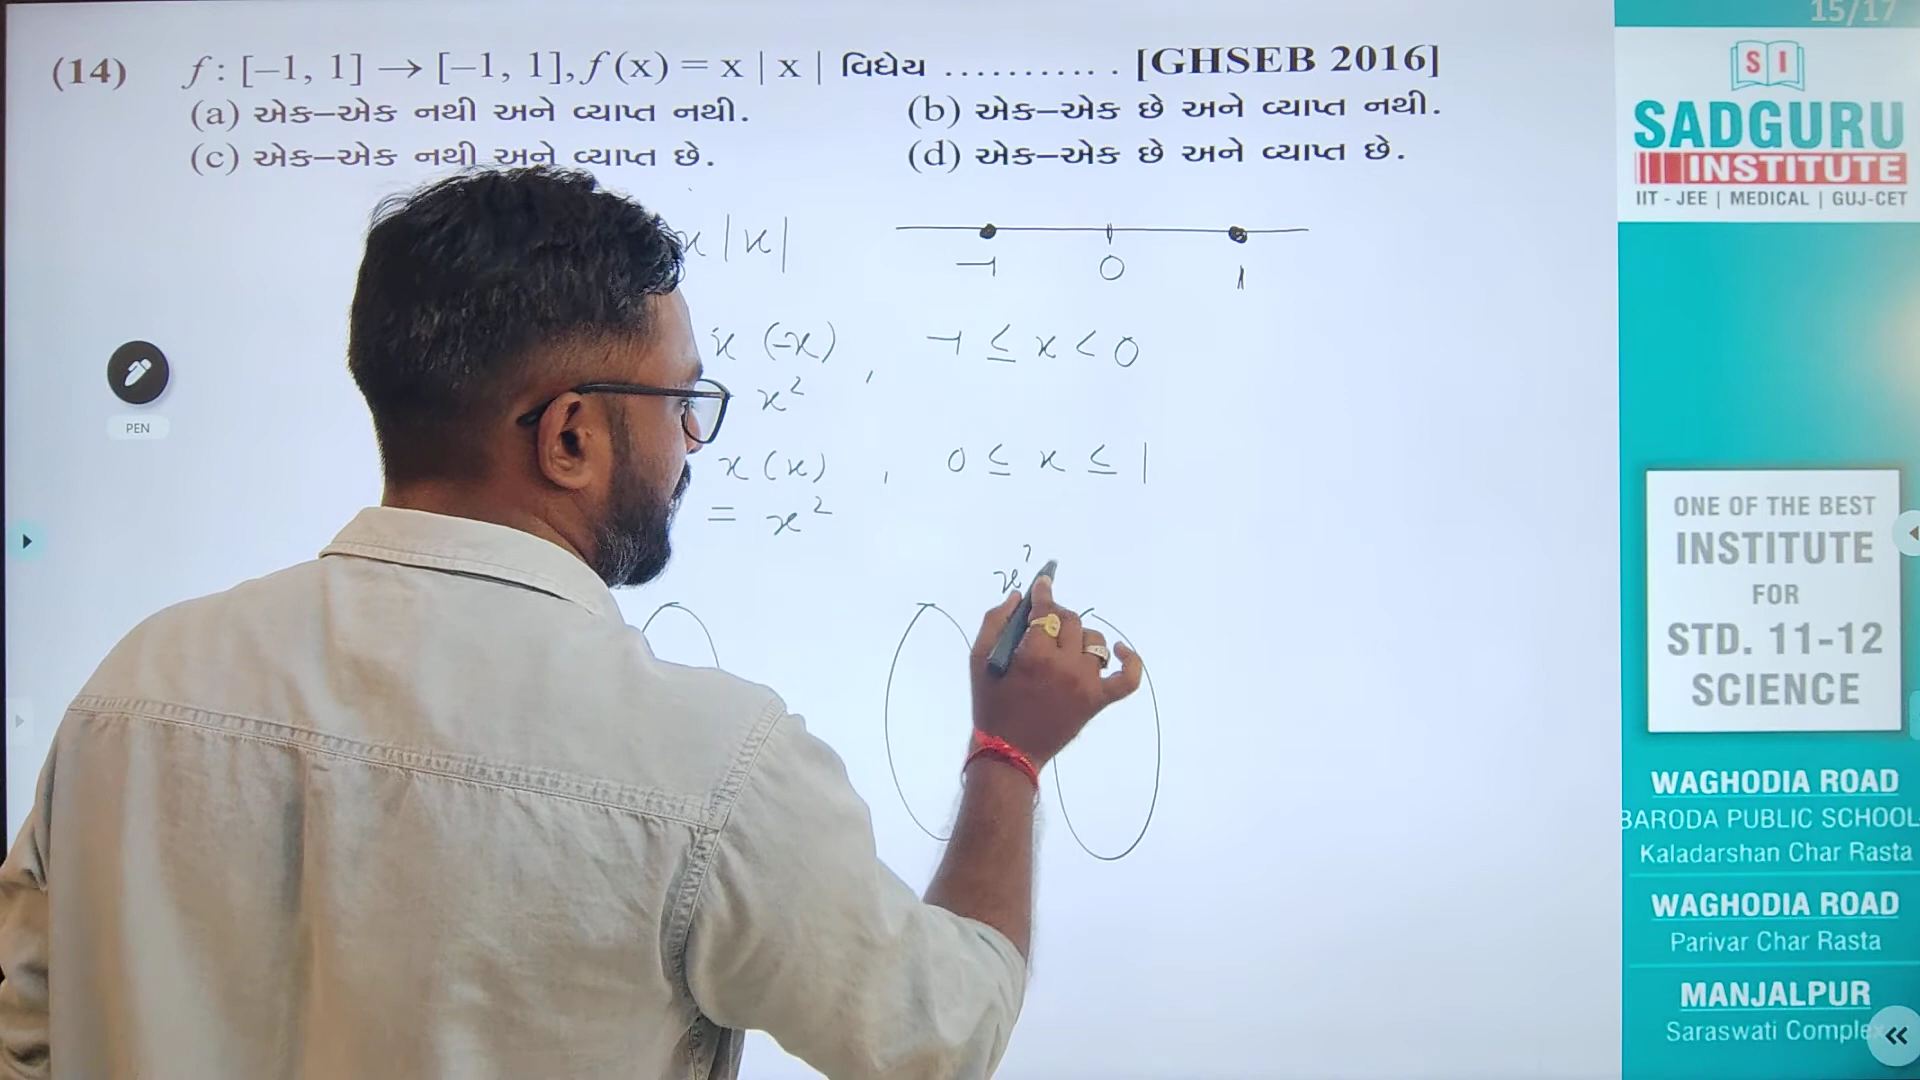 15/17
(14) f : [–1, 1] → [–1, 1], f (x) = x | x | વિધેય ........... . [GHSEB 2016]
(a) એક–એક નથી અને વ્યાપ્ત નથી. (b) એક–એક છે અને વ્યાપ્ત નથી.
(c) એક–એક નથી અને વ્યાપ્ત છે. (d) એક–એક છે અને વ્યાપ્ત છે.
x |x|
-1 0 1
x (-x) , -1 ≤ x < 0
x²
x (x) , 0 ≤ x ≤ 1
= x²
PEN
S I
SADGURU
INSTITUTE
IIT - JEE | MEDICAL | GUJ-CET
ONE OF THE BEST
INSTITUTE
FOR
STD. 11-12
SCIENCE
WAGHODIA ROAD
BARODA PUBLIC SCHOOL
Kaladarshan Char Rasta
WAGHODIA ROAD
Parivar Char Rasta
MANJALPUR
Saraswati Comple